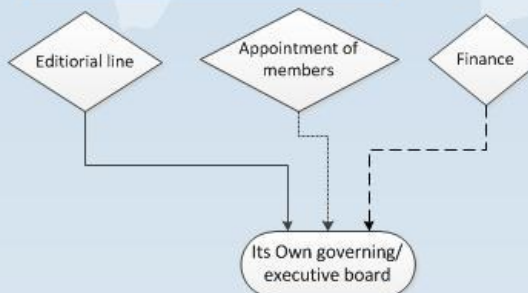 Editiorial line
Appointment of
members
Finance
Its Own governing/
executive board